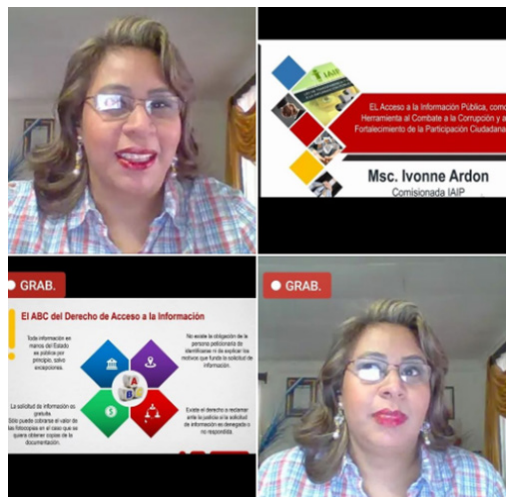 IAIP
EL Acceso a la Información Pública, como
Herramienta al Combate a la Corrupción y a
Fortalecimiento de la Participación Ciudadana
Msc. Ivonne Ardon
Comisionada IAIP
GRAB.
El ABC del Derecho de Acceso a la Información
Toda información en
manos del Estado
es pública por
principio, salvo
excepciones.
No existe la obligación de la
persona peticionaria de
identificarse ni de explicar los
motivos que funda la solicitud de
información.
A
B
La solicitud de información es
gratuita.
Sólo puede cobrarse el valor de
las fotocopias en el caso que se
quiera obtener copias de la
documentación.
Existe el derecho a reclamar
ante la justicia si la solicitud
de información es denegada o
no respondida.
GRAB.